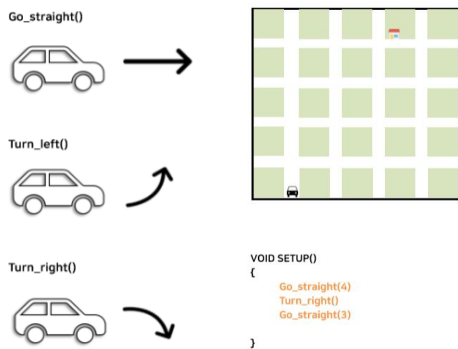 Go_straight()
Turn_left()
Turn_right()
VOID SETUP()
{
Go_straight(4)
Turn_right()
Go_straight(3)
}